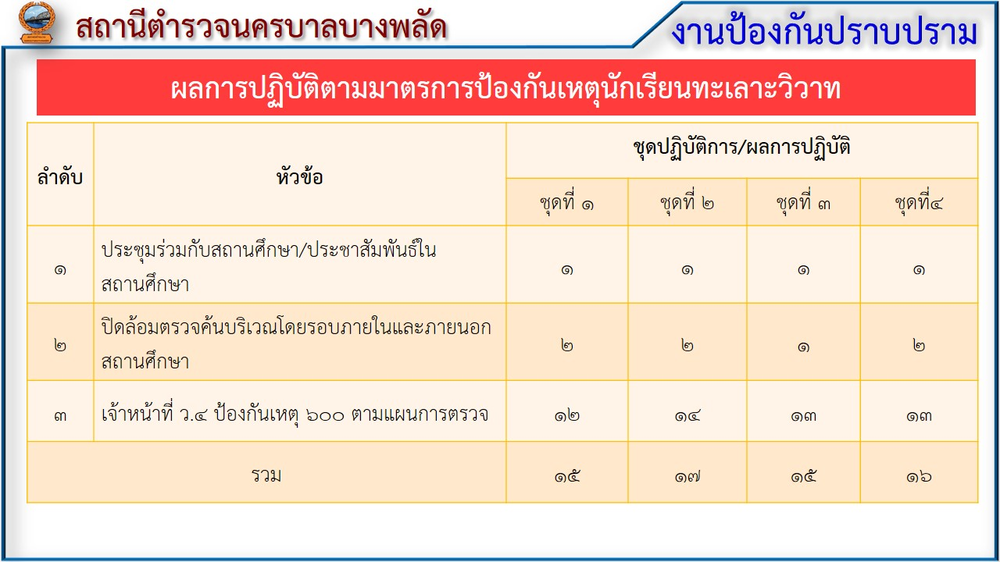 สถานีตำรวจนครบาลบางพลัด
งานป้องกันปราบปราม
ผลการปฏิบัติตามมาตรการป้องกันเหตุนักเรียนทะเลาะวิวาท
ลำดับ หัวข้อ ชุดปฏิบัติการ/ผลการปฏิบัติ
ชุดที่ ๑ ชุดที่ ๒ ชุดที่ ๓ ชุดที่๔
๑ ประชุมร่วมกับสถานศึกษา/ประชาสัมพันธ์ใน
สถานศึกษา ๑ ๑ ๑ ๑
๒ ปิดล้อมตรวจค้นบริเวณโดยรอบภายในและภายนอก
สถานศึกษา ๒ ๒ ๑ ๒
๓ เจ้าหน้าที่ ว.๔ ป้องกันเหตุ ๖๐๐ ตามแผนการตรวจ ๑๒ ๑๔ ๑๓ ๑๓
รวม ๑๕ ๑๗ ๑๕ ๑๖